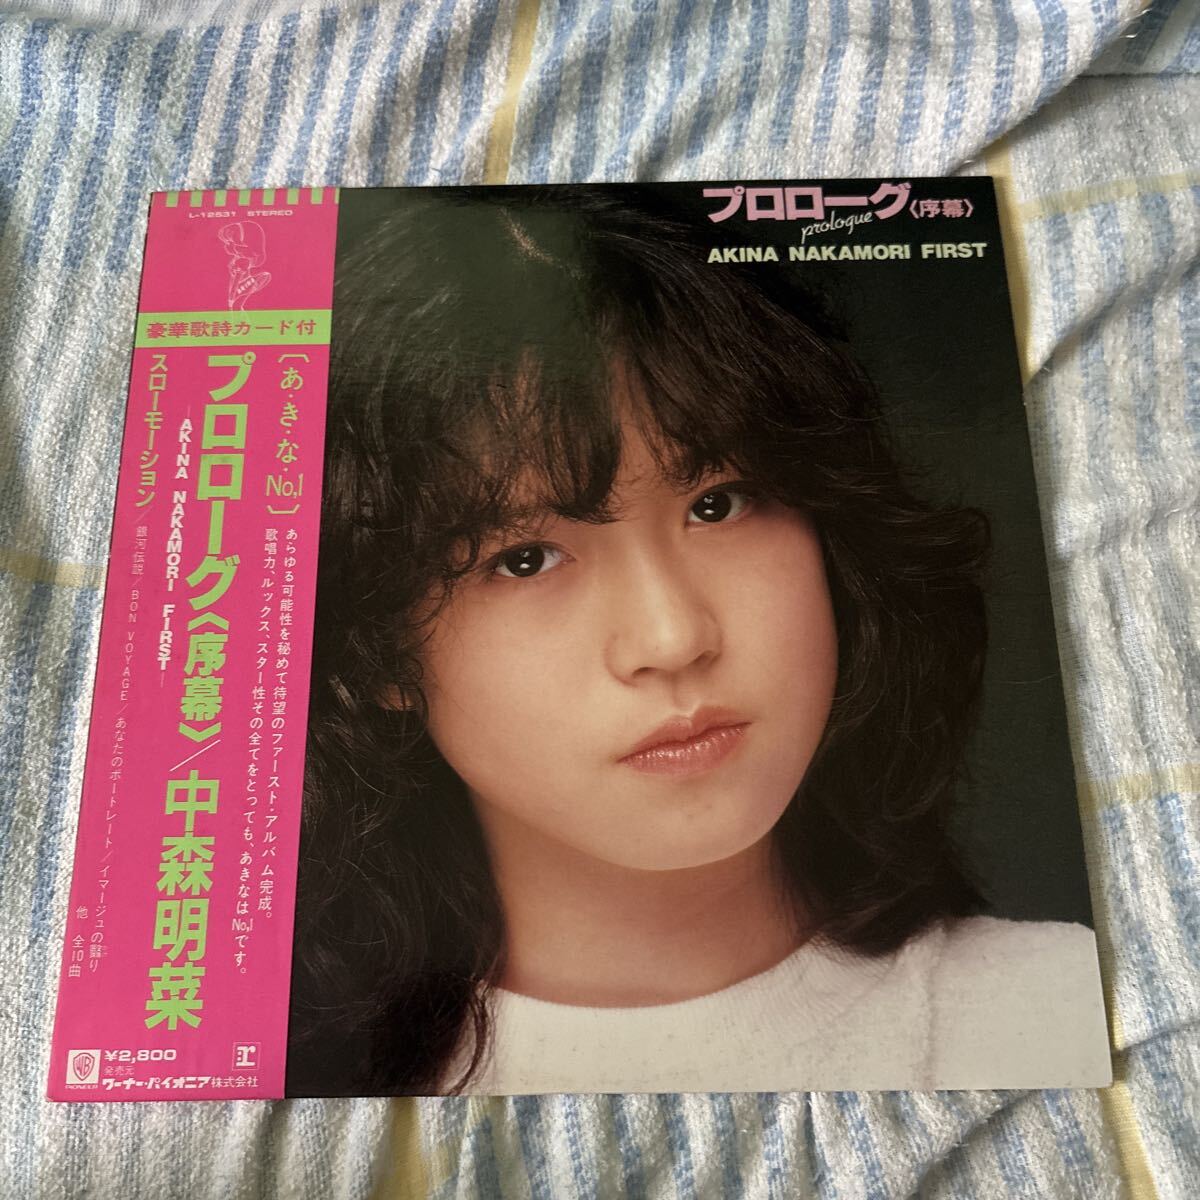 プロローグ〈序幕〉
prologue
AKINA NAKAMORI FIRST
L-12531 STEREO
AKINA
豪華歌詩カード付
〔あ・き・な・No,1〕
あらゆる可能性を秘めて待望のファースト・アルバム完成。
歌唱力、ルックス、スター性その全てをとっても、あきなはNo,1です。
プロローグ〈序幕〉/中森明菜
—AKINA NAKAMORI FIRST—
スローモーション/銀河伝説/BON VOYAGE/あなたのポートレート/イマージュの翳り
他 全10曲
WB
PIONEER
¥2,800
発売元
ワーナー・パイオニア株式会社
r